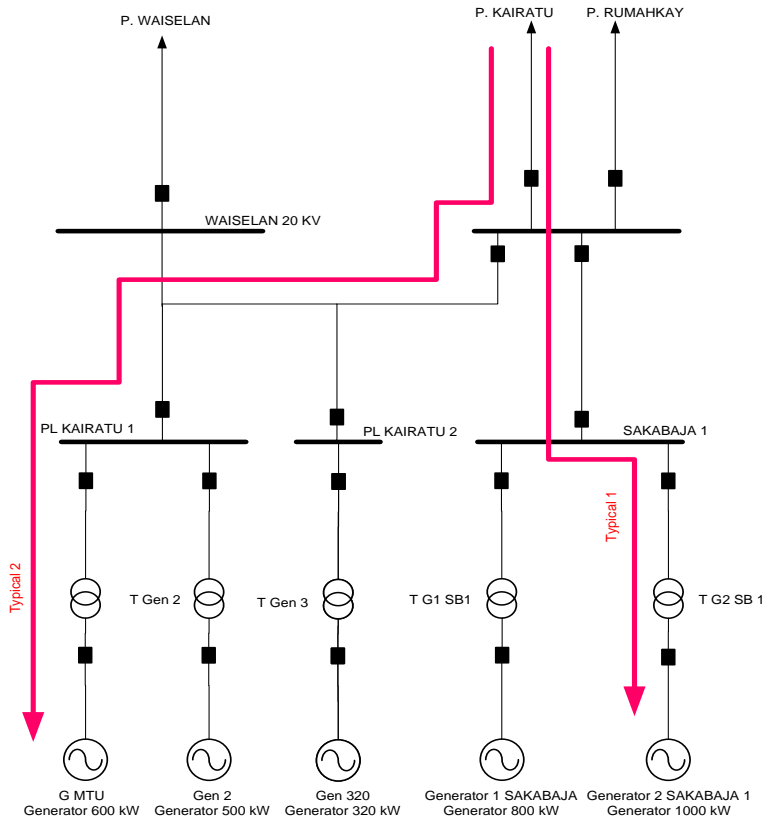 P. WAISELAN
P. KAIRATU
P. RUMAHKAY
WAISELAN 20 KV
PL KAIRATU 1
PL KAIRATU 2
SAKABAJA 1
Typical 1
Typical 2
T Gen 2
T Gen 3
T G1 SB1
T G2 SB 1
G MTU
Generator 600 kW
Gen 2
Generator 500 kW
Gen 320
Generator 320 kW
Generator 1 SAKABAJA
Generator 800 kW
Generator 2 SAKABAJA 1
Generator 1000 kW